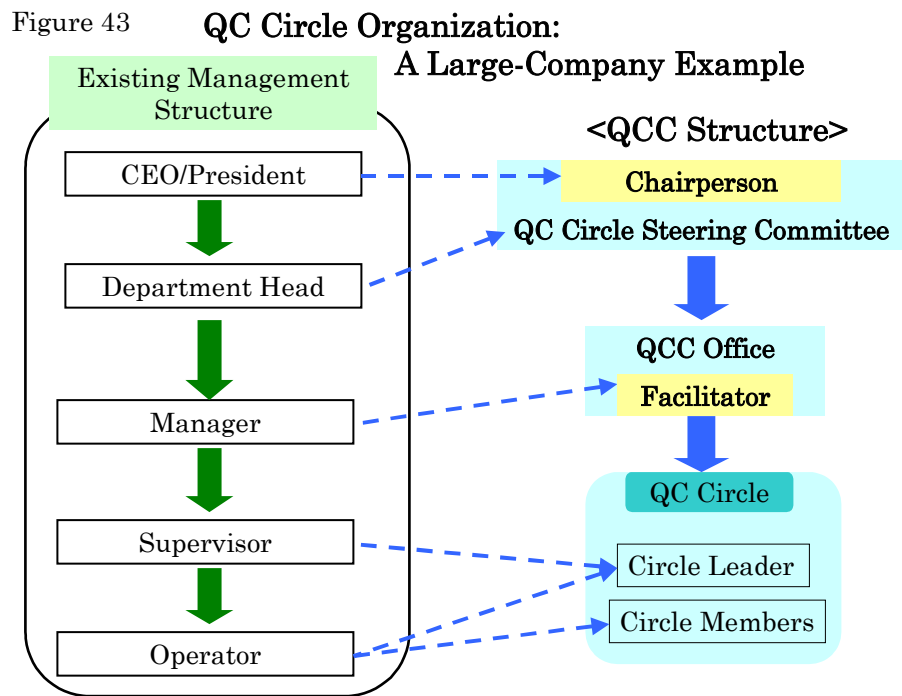 Figure 43
QC Circle Organization:
A Large-Company Example
Existing Management
Structure
CEO/President
Department Head
Manager
Supervisor
Operator
<QCC Structure>
Chairperson
QC Circle Steering Committee
QCC Office
Facilitator
QC Circle
Circle Leader
Circle Members